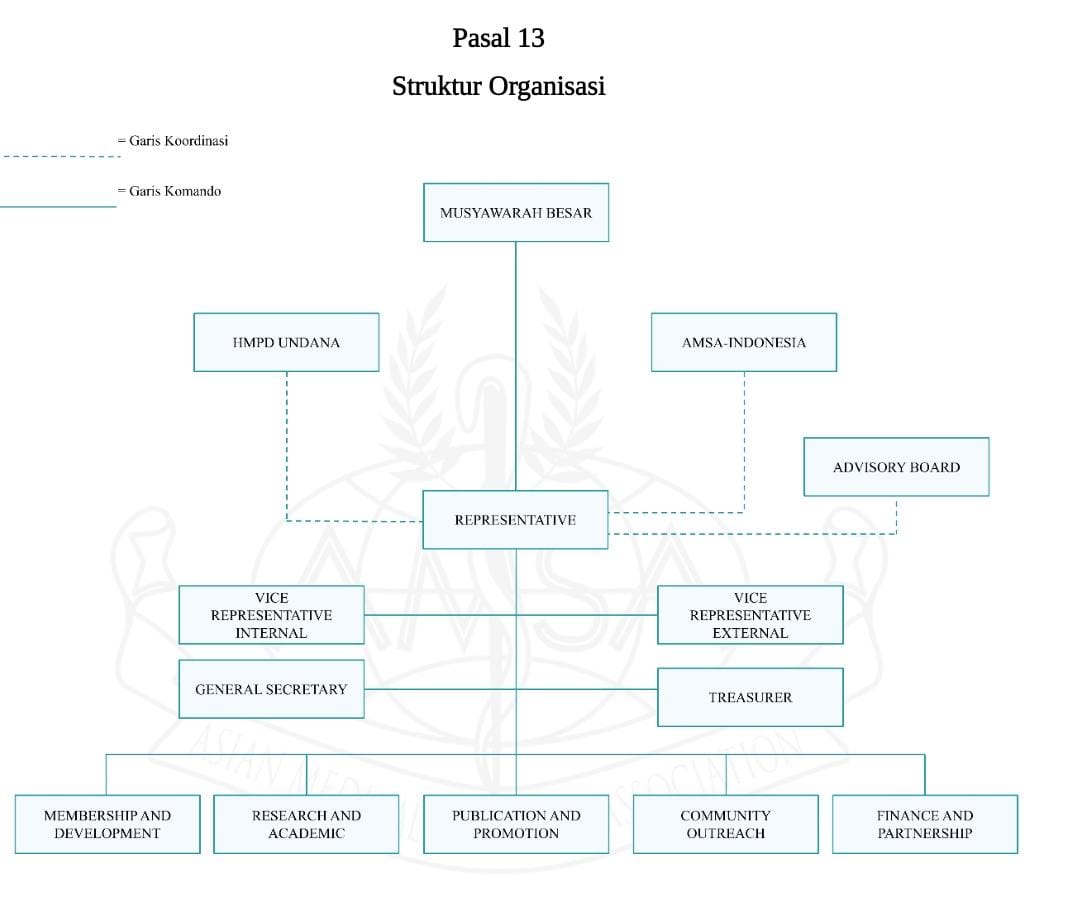 Pasal 13
Struktur Organisasi
= Garis Koordinasi
= Garis Komando
MUSYAWARAH BESAR
HMPD UNDANA
AMSA-INDONESIA
ADVISORY BOARD
REPRESENTATIVE
VICE
REPRESENTATIVE
INTERNAL
VICE
REPRESENTATIVE
EXTERNAL
GENERAL SECRETARY
TREASURER
MEMBERSHIP AND
DEVELOPMENT
RESEARCH AND
ACADEMIC
PUBLICATION AND
PROMOTION
COMMUNITY
OUTREACH
FINANCE AND
PARTNERSHIP
AMSA
ASIAN MEDICAL ASSOCIATION